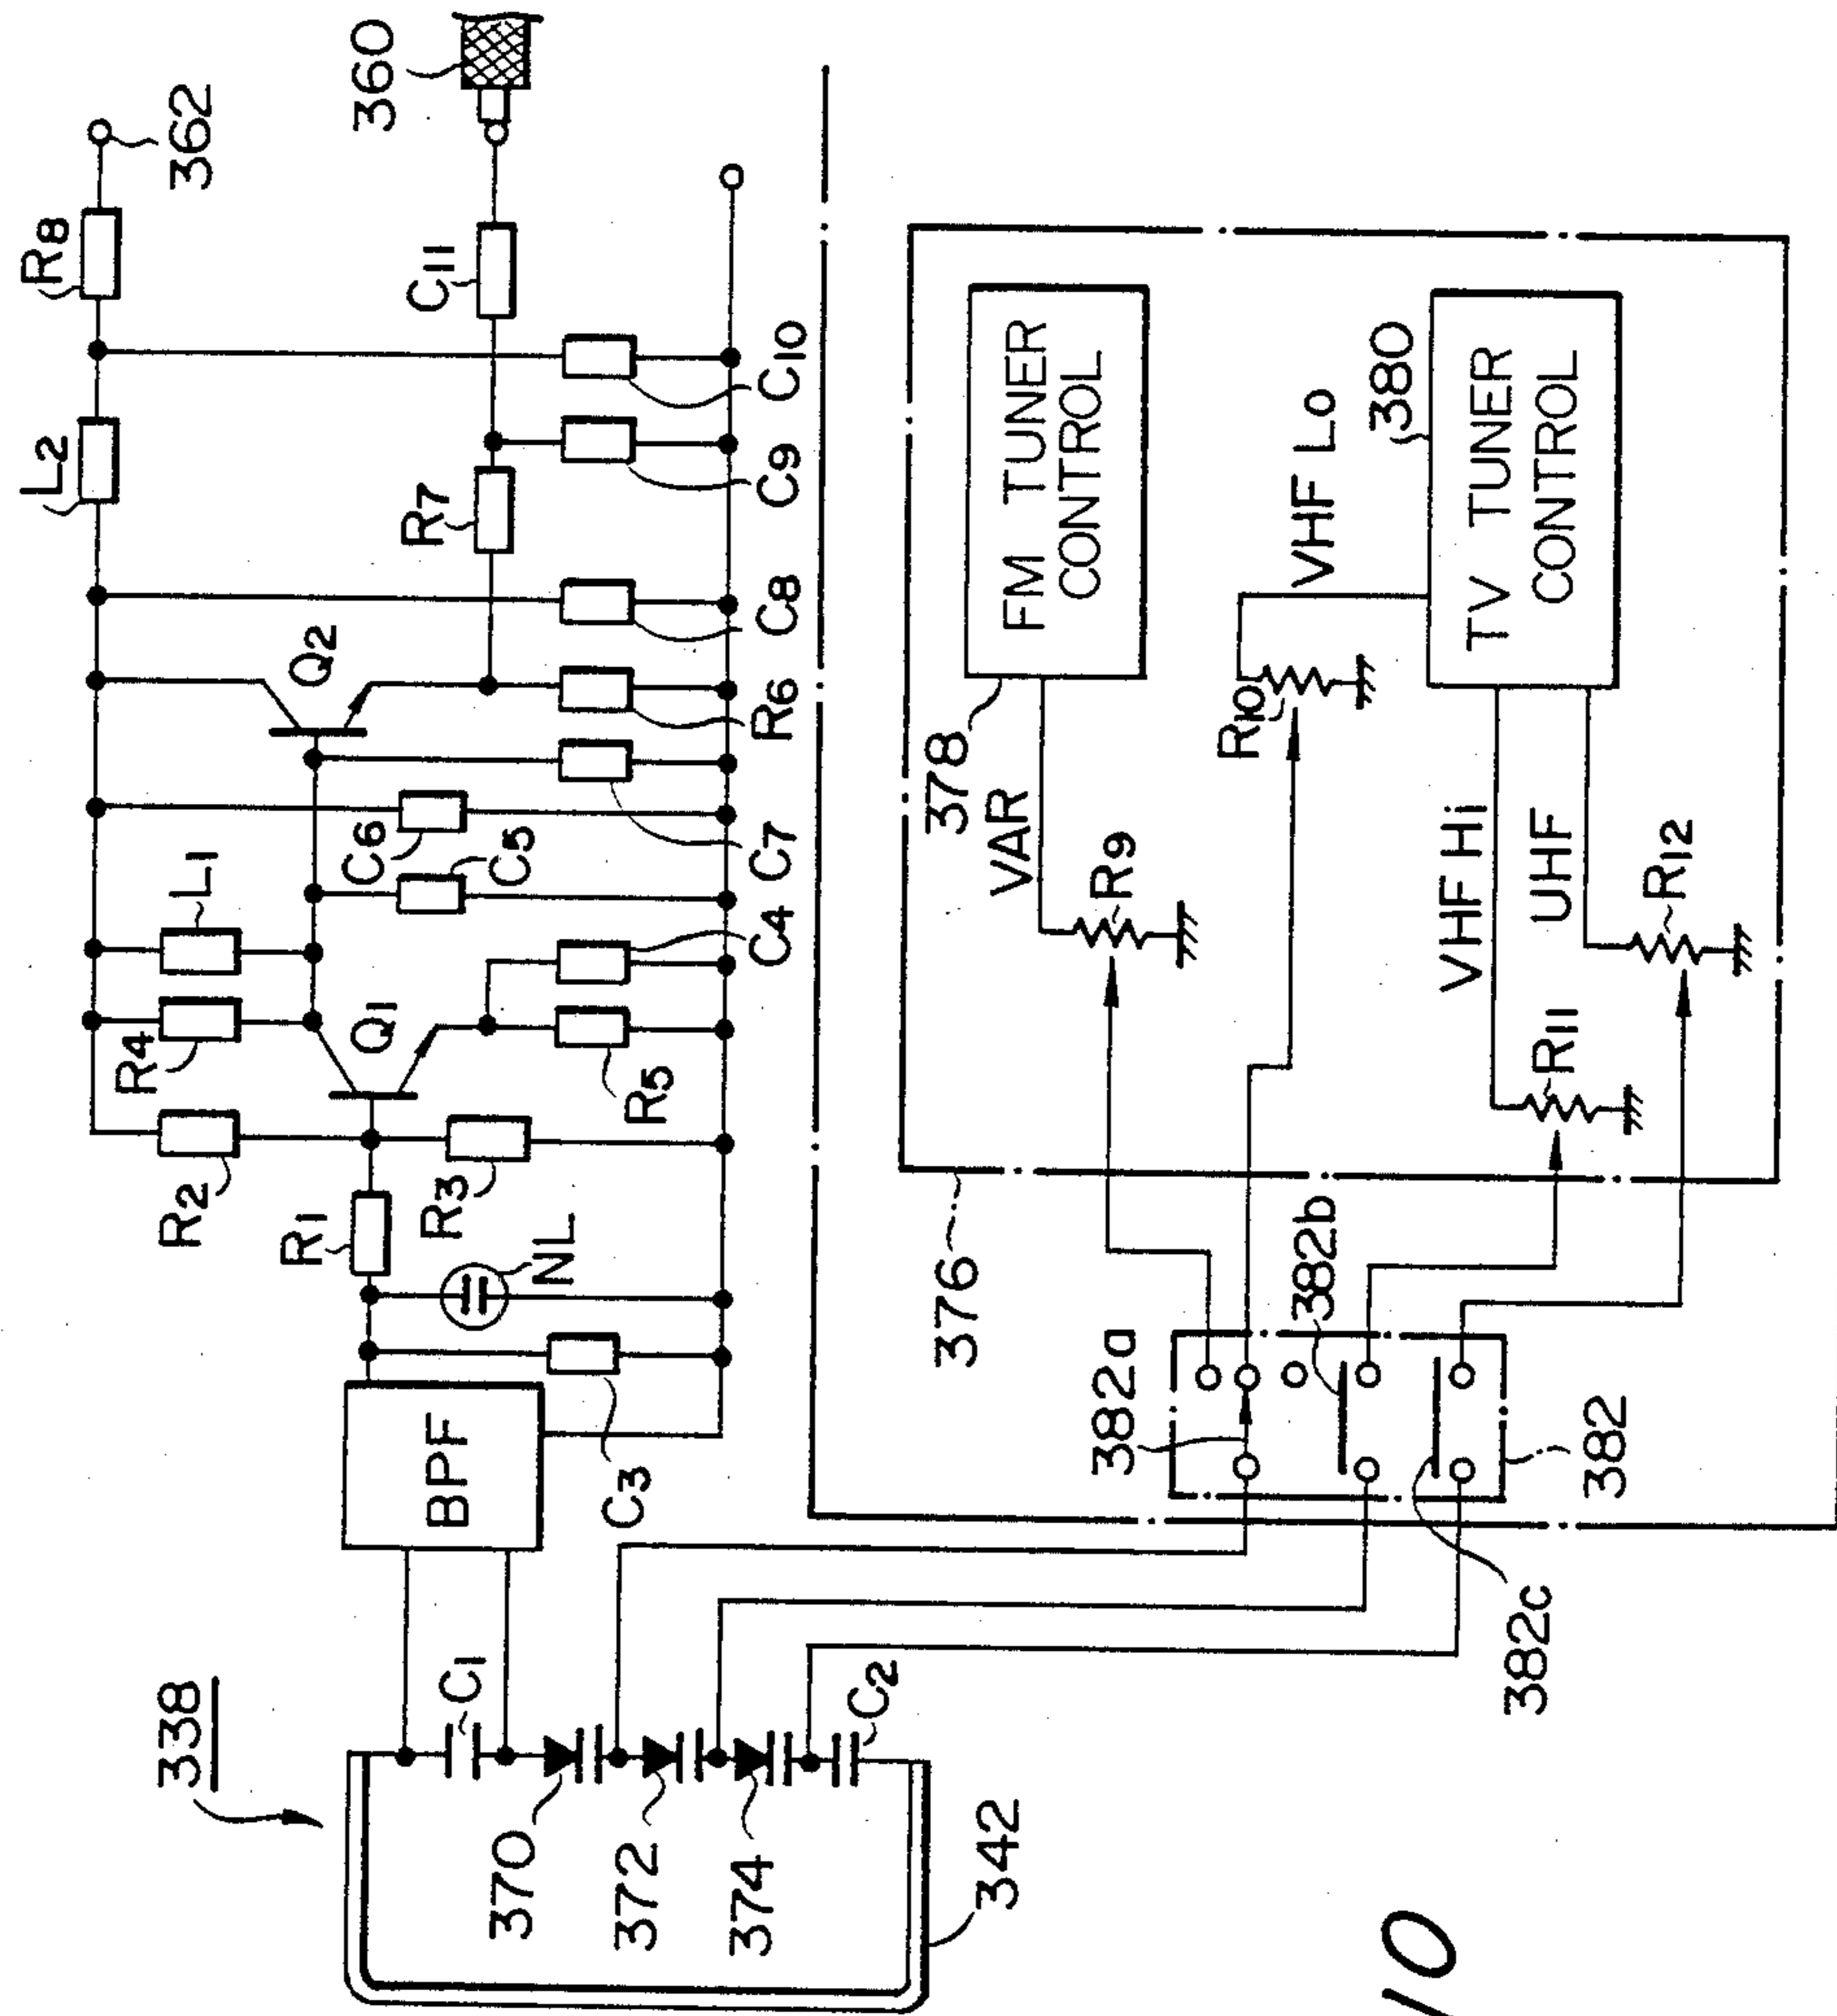 R8
362
L2
360
C11
R7
Q2
C10
C9
C8
R6
C6
C5
C7
L1
C4
Q1
R4
R5
R2
R1
R3
NL
BPF
C3
338
C1
370
372
374
C2
342
378
FM TUNER
CONTROL
VAR
R9
VHF Lo
380
R10
TV TUNER
CONTROL
VHF Hi
UHF
R11
R12
376
382a
382b
382c
382
10